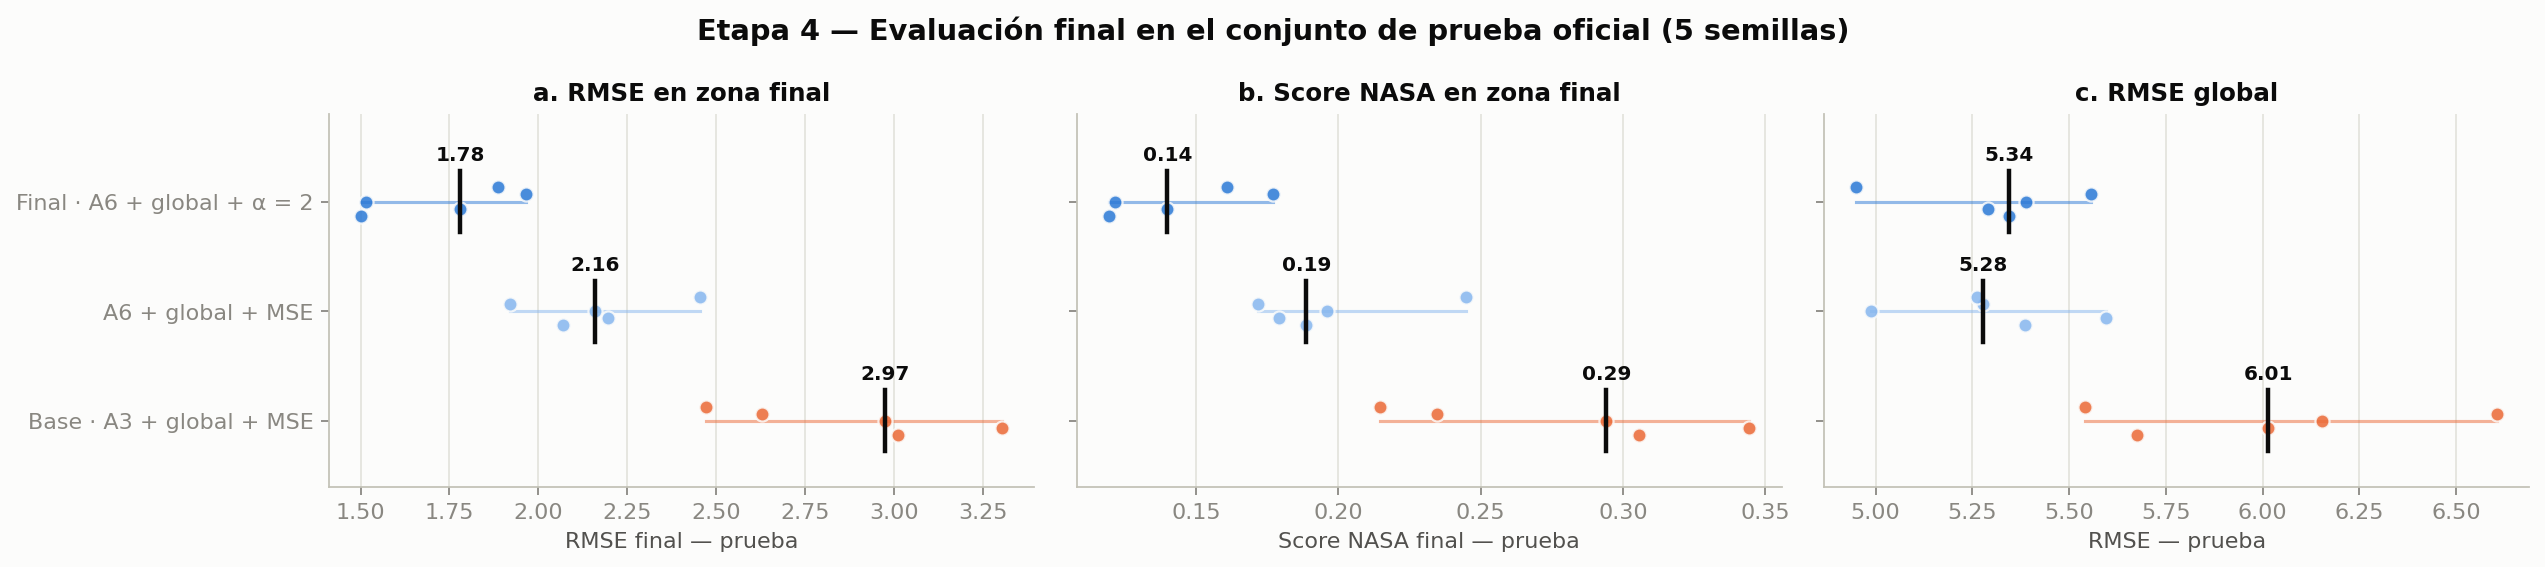 Etapa 4 — Evaluación final en el conjunto de prueba oficial (5 semillas)
a. RMSE en zona final
b. Score NASA en zona final
c. RMSE global
1.78
0.14
5.34
Final · A6 + global + α = 2
2.16
0.19
5.28
A6 + global + MSE
2.97
0.29
6.01
Base · A3 + global + MSE
1.50 1.75 2.00 2.25 2.50 2.75 3.00 3.25
0.15 0.20 0.25 0.30 0.35
5.00 5.25 5.50 5.75 6.00 6.25 6.50
RMSE final — prueba
Score NASA final — prueba
RMSE — prueba